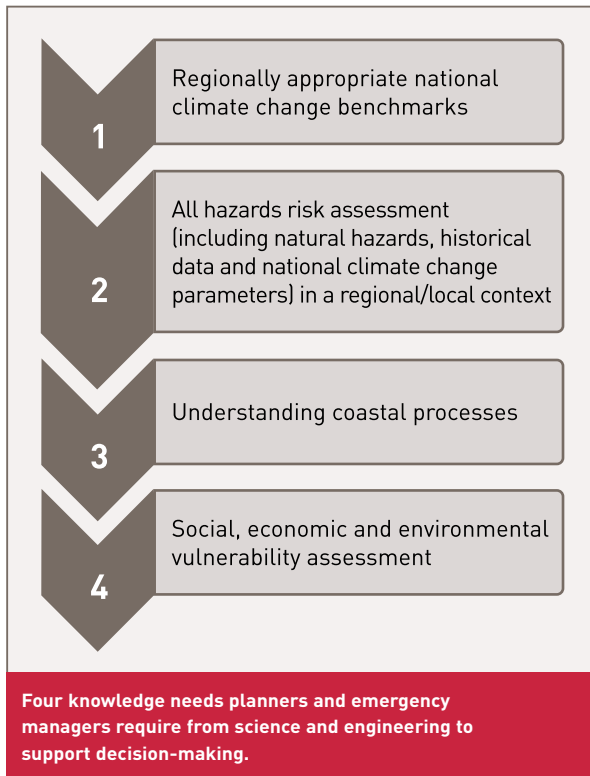 1
Regionally appropriate national
climate change benchmarks
2
All hazards risk assessment
(including natural hazards, historical
data and national climate change
parameters) in a regional/local context
3
Understanding coastal processes
4
Social, economic and environmental
vulnerability assessment
Four knowledge needs planners and emergency
managers require from science and engineering to
support decision-making.